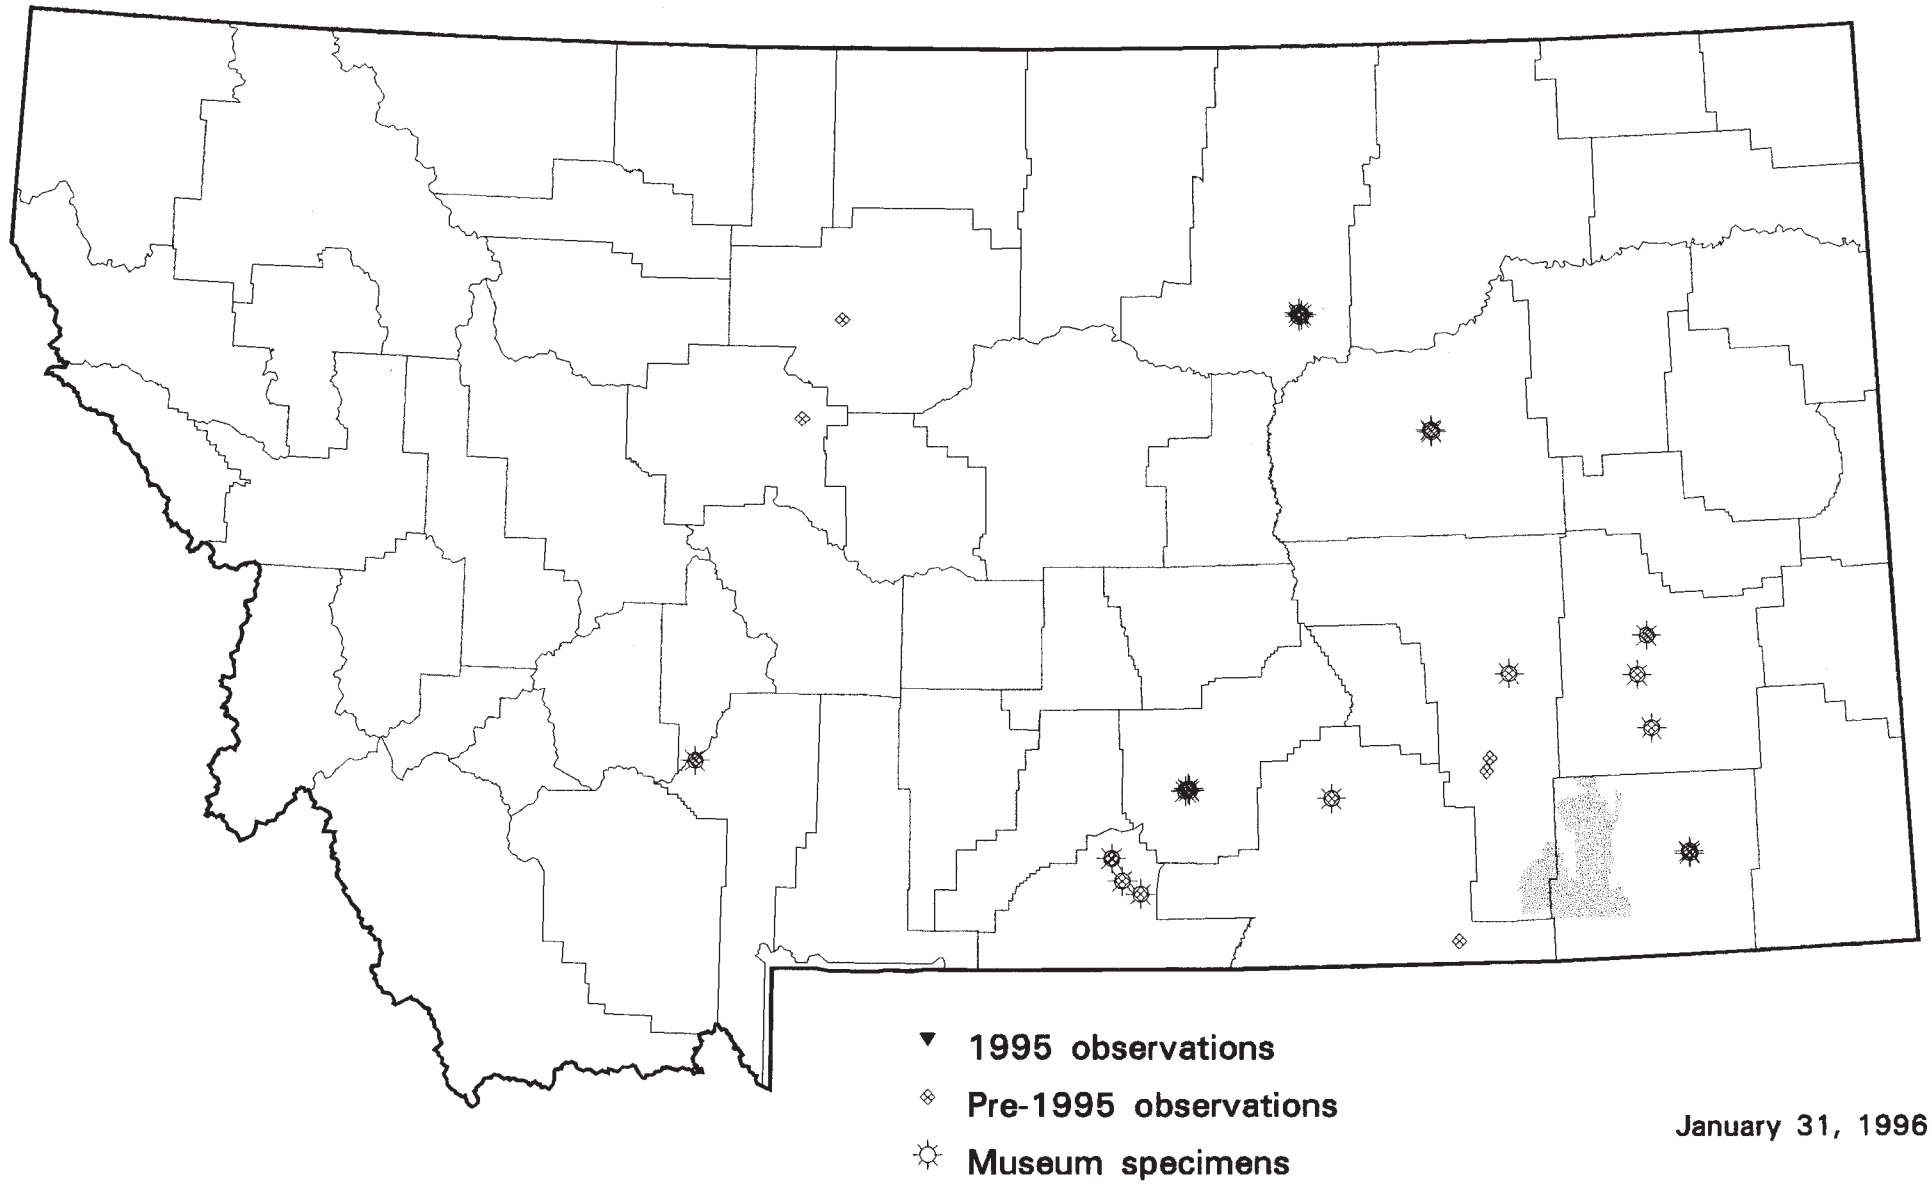 1995 observations
Pre-1995 observations
Museum specimens
January 31, 1996